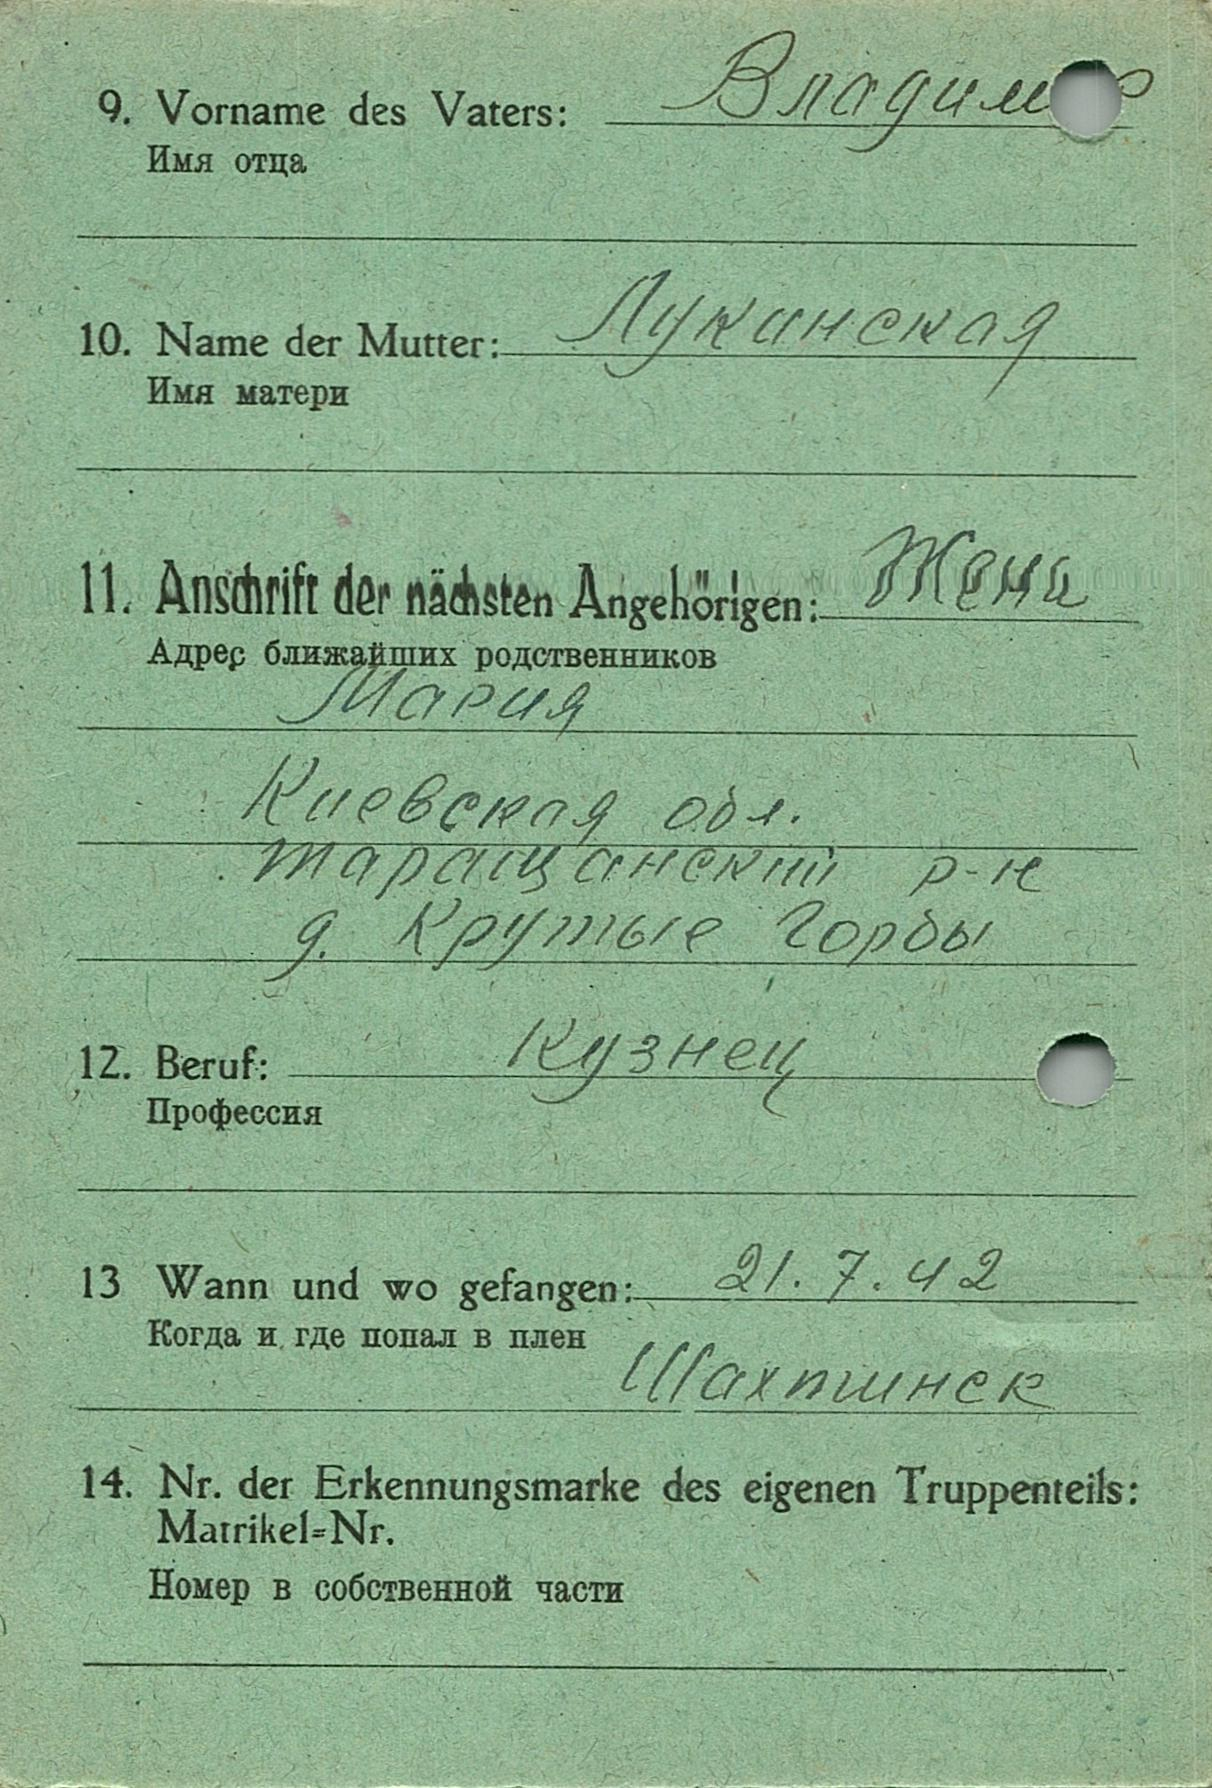 9. Vorname des Vaters: Владимир
Имя отца
10. Name der Mutter: Луканская
Имя матери
11. Anschrift der nächsten Angehörigen: Жена
Адрес ближайших родственников
Мария
Киевская обл.
таращанский р-н
д. Крутые Горбы
12. Beruf: Кузнец
Профессия
13 Wann und wo gefangen: 21.7.42
Когда и где попал в плен
Шахтинск
14. Nr. der Erkennungsmarke des eigenen Truppenteils:
Matrikel=Nr.
Номер в собственной части